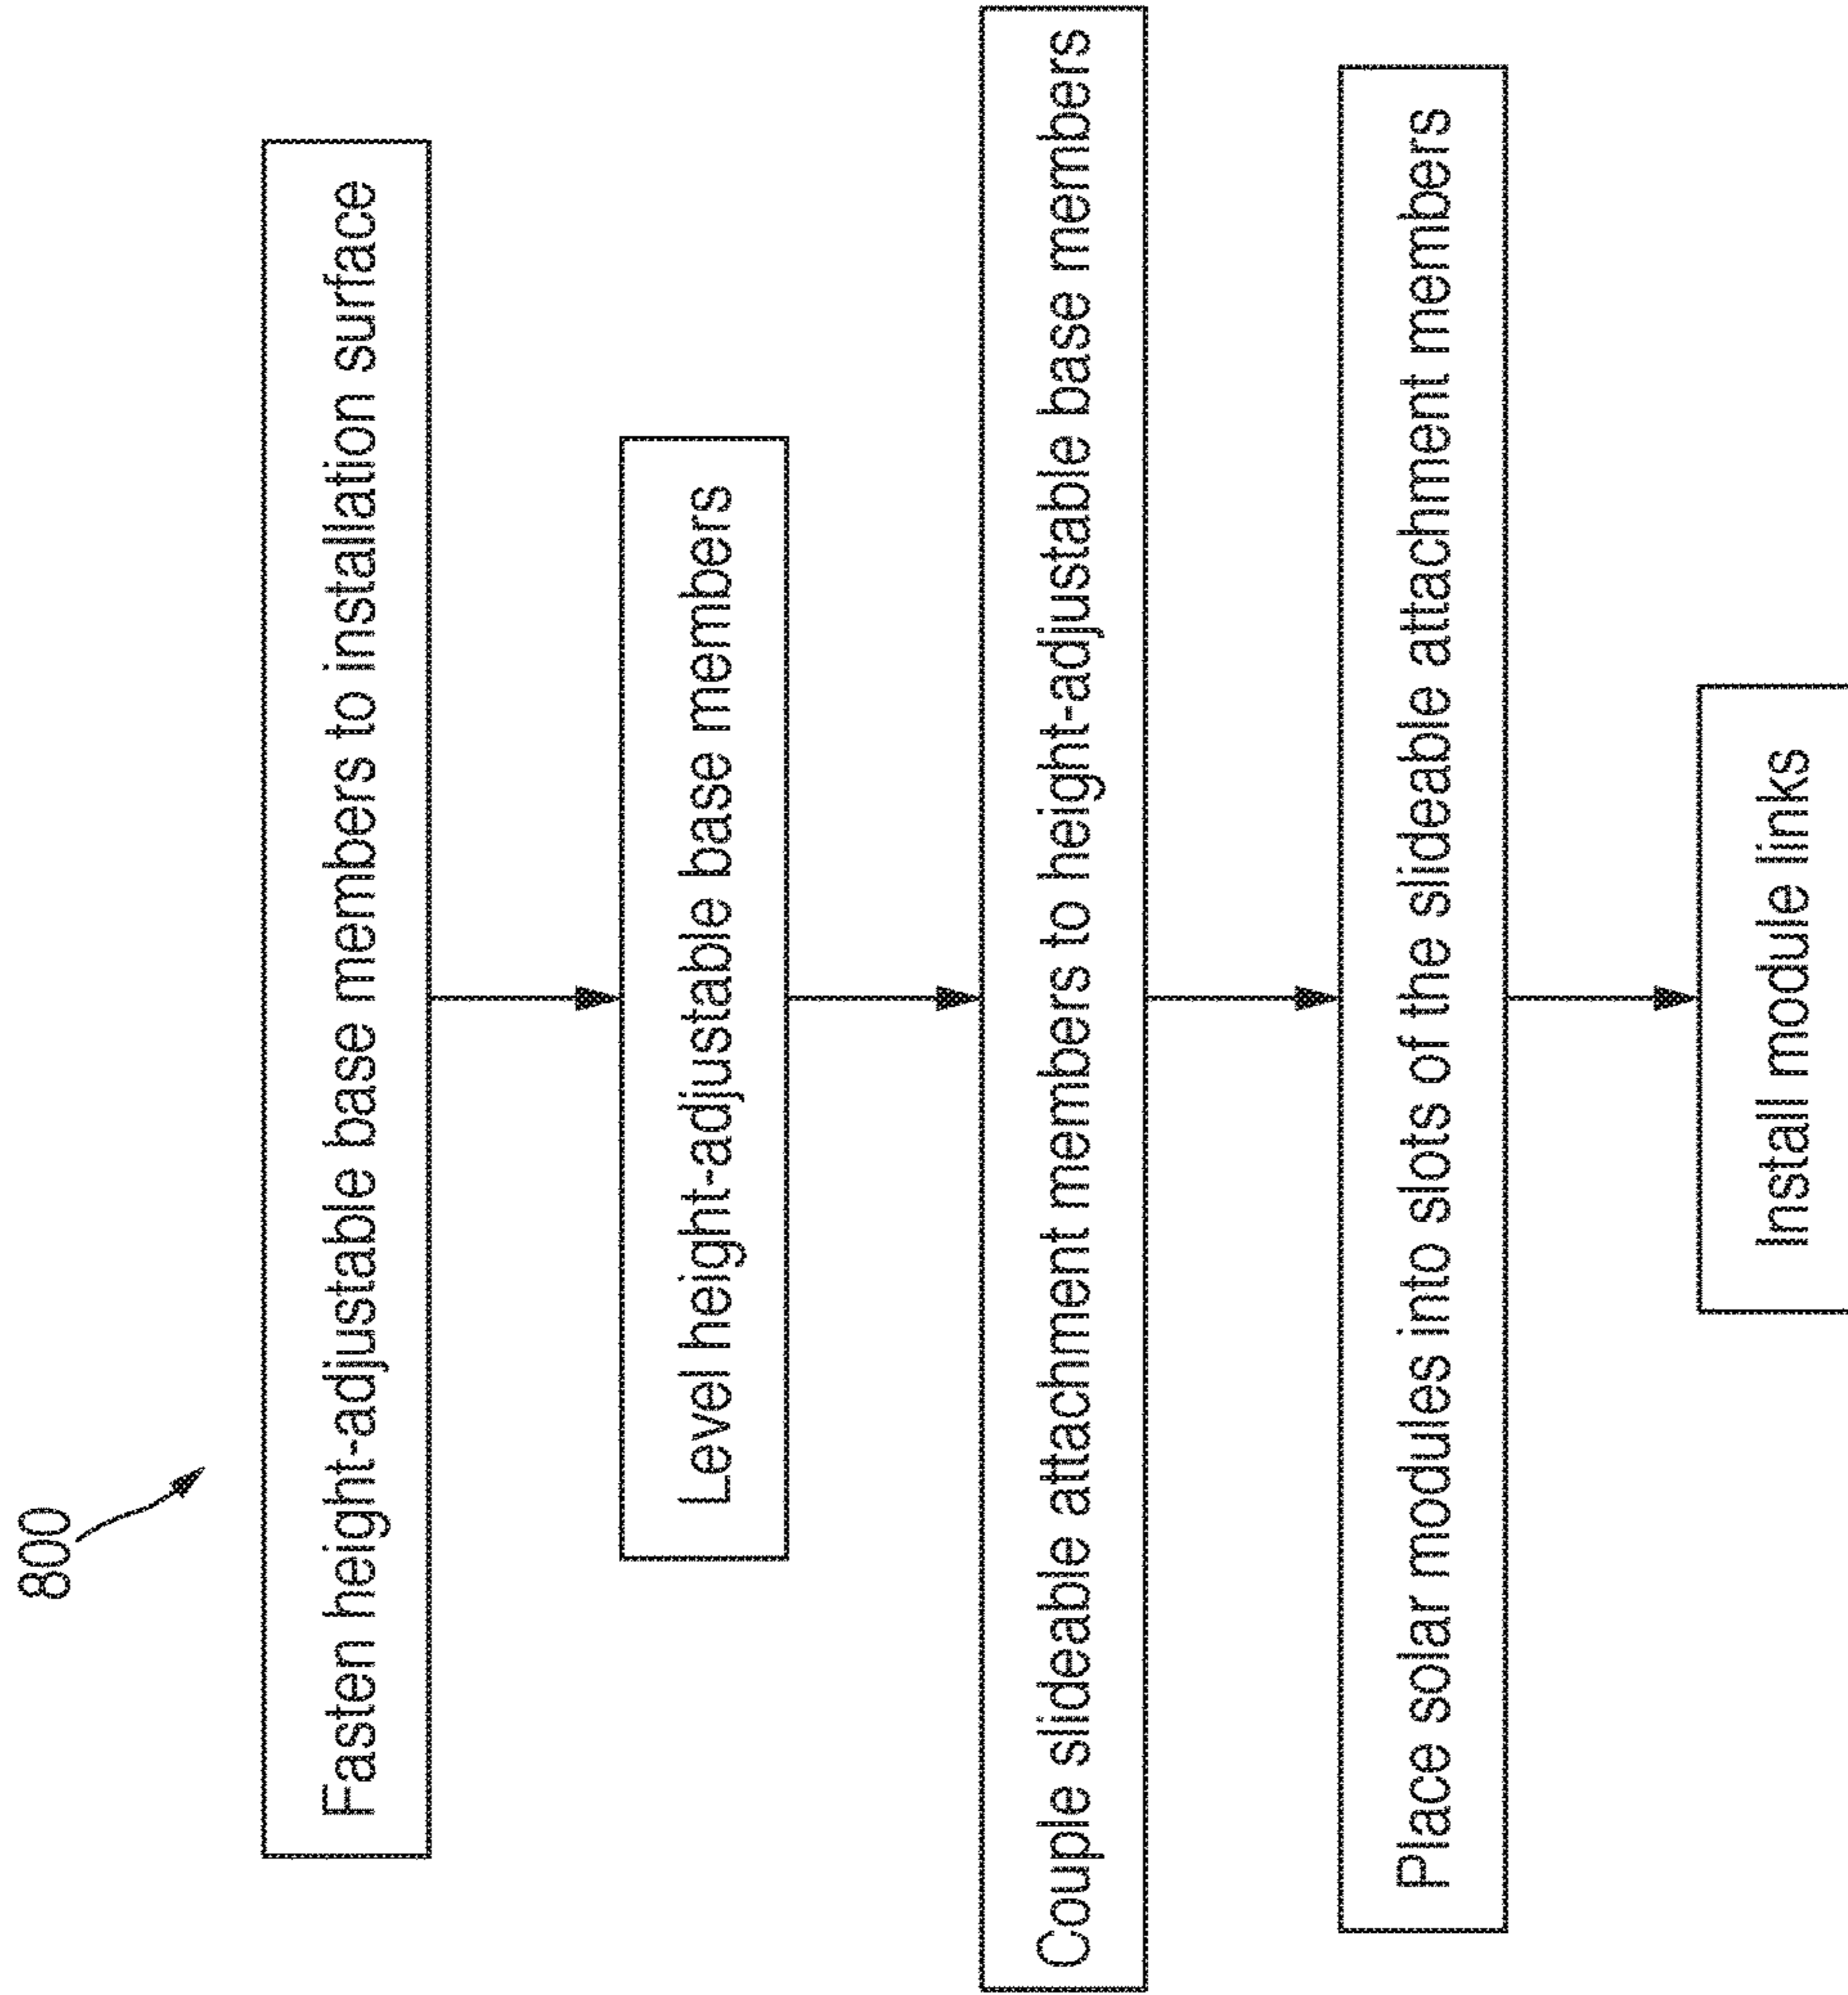 800
Fasten height-adjustable base members to installation surface
Level height-adjustable base members
Couple slideable attachment members to height-adjustable base members
Place solar modules into slots of the slideable attachment members
Install module links